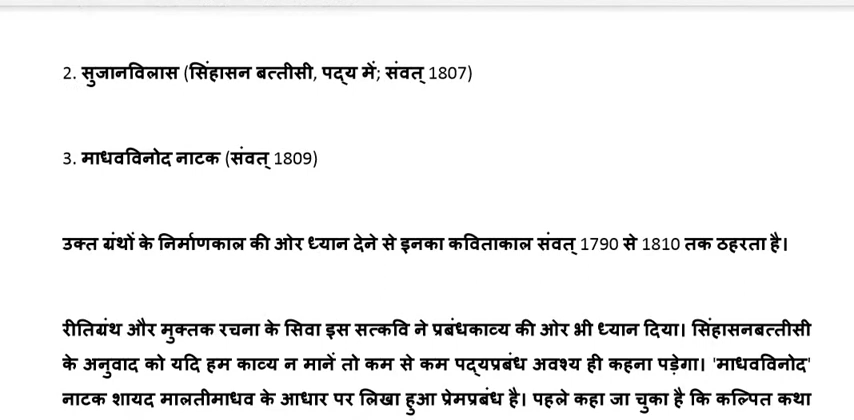 2. सुजानविलास (सिंहासन बत्तीसी, पद्य में; संवत् 1807)
3. माधवविनोद नाटक (संवत् 1809)
उक्त ग्रंथों के निर्माणकाल की ओर ध्यान देने से इनका कविताकाल संवत् 1790 से 1810 तक ठहरता है।
रीतिग्रंथ और मुक्तक रचना के सिवा इस सत्कवि ने प्रबंधकाव्य की ओर भी ध्यान दिया। सिंहासनबत्तीसी
के अनुवाद को यदि हम काव्य न मानें तो कम से कम पद्यप्रबंध अवश्य ही कहना पड़ेगा। 'माधवविनोद'
नाटक शायद मालतीमाधव के आधार पर लिखा हुआ प्रेमप्रबंध है। पहले कहा जा चुका है कि कल्पित कथा